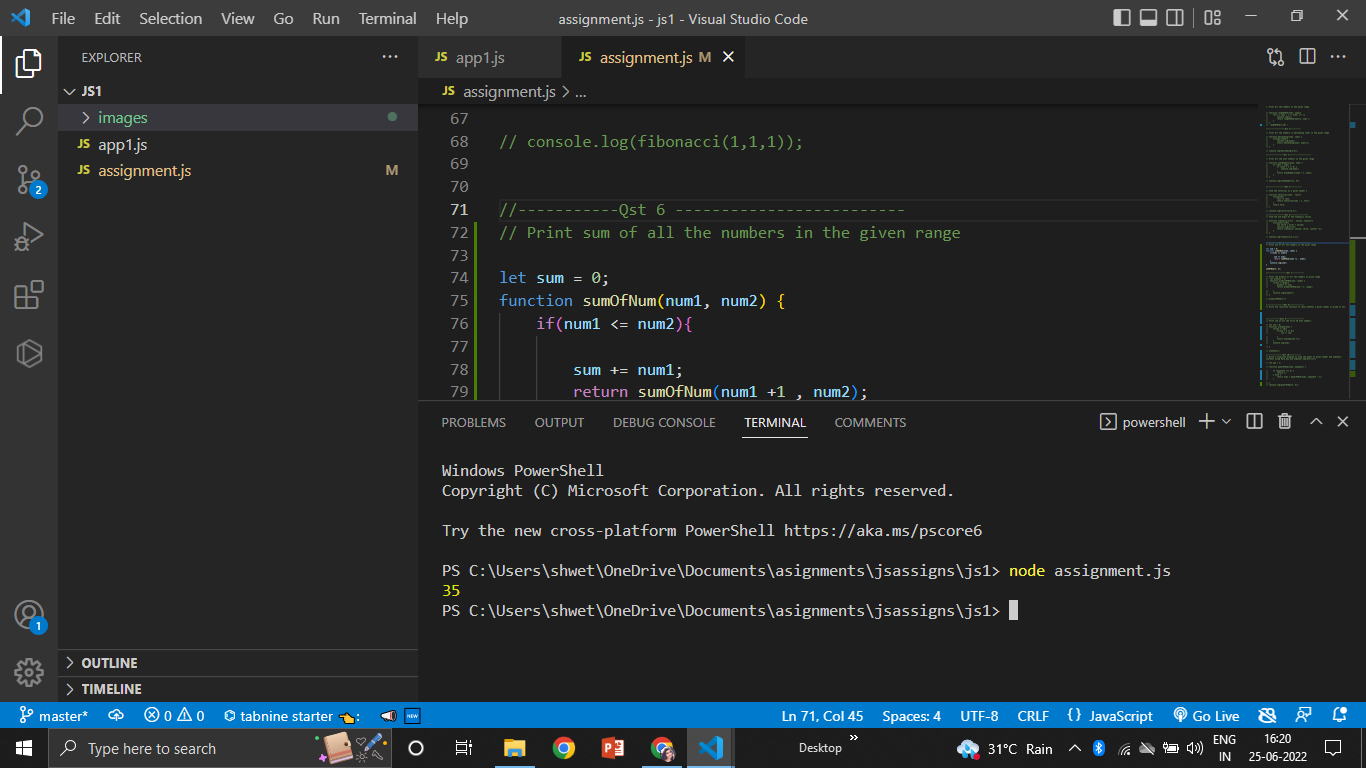 File Edit Selection View Go Run Terminal Help
assignment.js - js1 - Visual Studio Code
EXPLORER
JS1
images
JS app1.js
JS assignment.js M
2
1
OUTLINE
TIMELINE
JS app1.js
JS assignment.js M
JS assignment.js > ...
67
68 // console.log(fibonacci(1,1,1));
69
70
71 //-----------Qst 6 -------------------------
72 // Print sum of all the numbers in the given range
73
74 let sum = 0;
75 function sumOfNum(num1, num2) {
76 if(num1 <= num2){
77
78 sum += num1;
79 return sumOfNum(num1 +1 , num2);
PROBLEMS OUTPUT DEBUG CONSOLE TERMINAL COMMENTS
powershell
Windows PowerShell
Copyright (C) Microsoft Corporation. All rights reserved.
Try the new cross-platform PowerShell https://aka.ms/pscore6
PS C:\Users\shwet\OneDrive\Documents\asignments\jsassigns\js1> node assignment.js
35
PS C:\Users\shwet\OneDrive\Documents\asignments\jsassigns\js1>
master* 0 0 tabnine starter : NEW
Ln 71, Col 45 Spaces: 4 UTF-8 CRLF {} JavaScript Go Live
Type here to search
Desktop »
31°C Rain
ENG
IN
16:20
25-06-2022